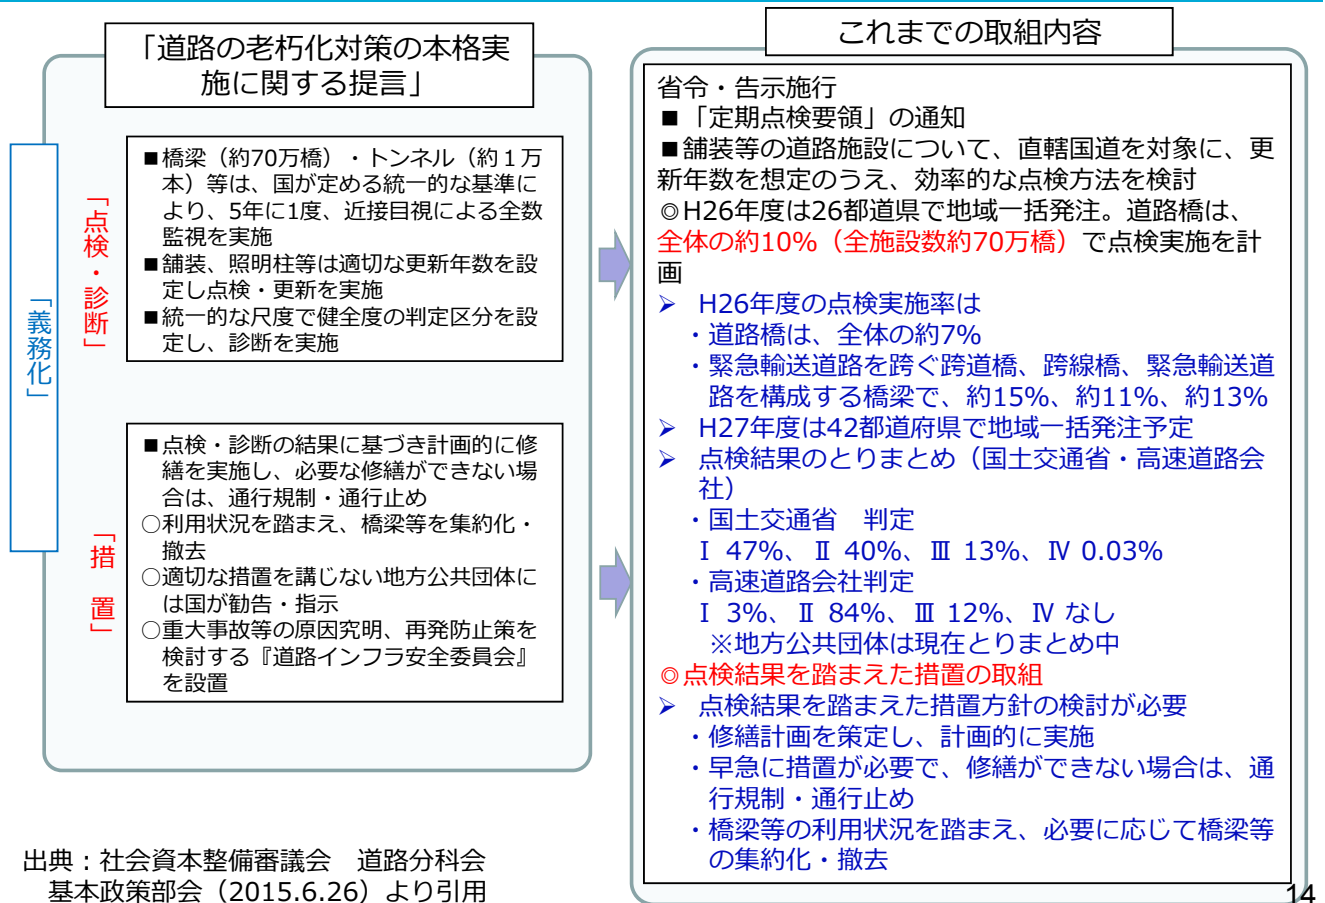 「道路の老朽化対策の本格実
施に関する提言」
「義務化」
「点検・診断」
■橋梁（約70万橋）・トンネル（約１万
本）等は、国が定める統一的な基準に
より、5年に1度、近接目視による全数
監視を実施
■舗装、照明柱等は適切な更新年数を設
定し点検・更新を実施
■統一的な尺度で健全度の判定区分を設
定し、診断を実施
「措　置」
■点検・診断の結果に基づき計画的に修
繕を実施し、必要な修繕ができない場
合は、通行規制・通行止め
○利用状況を踏まえ、橋梁等を集約化・
撤去
○適切な措置を講じない地方公共団体に
は国が勧告・指示
○重大事故等の原因究明、再発防止策を
検討する『道路インフラ安全委員会』
を設置
これまでの取組内容
省令・告示施行
■「定期点検要領」の通知
■舗装等の道路施設について、直轄国道を対象に、更
新年数を想定のうえ、効率的な点検方法を検討
◎H26年度は26都道県で地域一括発注。道路橋は、
全体の約10%（全施設数約70万橋）で点検実施を計
画
➢ H26年度の点検実施率は
・道路橋は、全体の約7%
・緊急輸送道路を跨ぐ跨道橋、跨線橋、緊急輸送道
路を構成する橋梁で、約15%、約11%、約13%
➢ H27年度は42都道府県で地域一括発注予定
➢ 点検結果のとりまとめ（国土交通省・高速道路会
社）
・国土交通省　判定
Ⅰ 47%、Ⅱ 40%、Ⅲ 13%、Ⅳ 0.03%
・高速道路会社判定
Ⅰ 3%、Ⅱ 84%、Ⅲ 12%、Ⅳ なし
※地方公共団体は現在とりまとめ中
◎点検結果を踏まえた措置の取組
➢ 点検結果を踏まえた措置方針の検討が必要
・修繕計画を策定し、計画的に実施
・早急に措置が必要で、修繕ができない場合は、通
行規制・通行止め
・橋梁等の利用状況を踏まえ、必要に応じて橋梁等
の集約化・撤去
出典：社会資本整備審議会　道路分科会
基本政策部会（2015.6.26）より引用
14